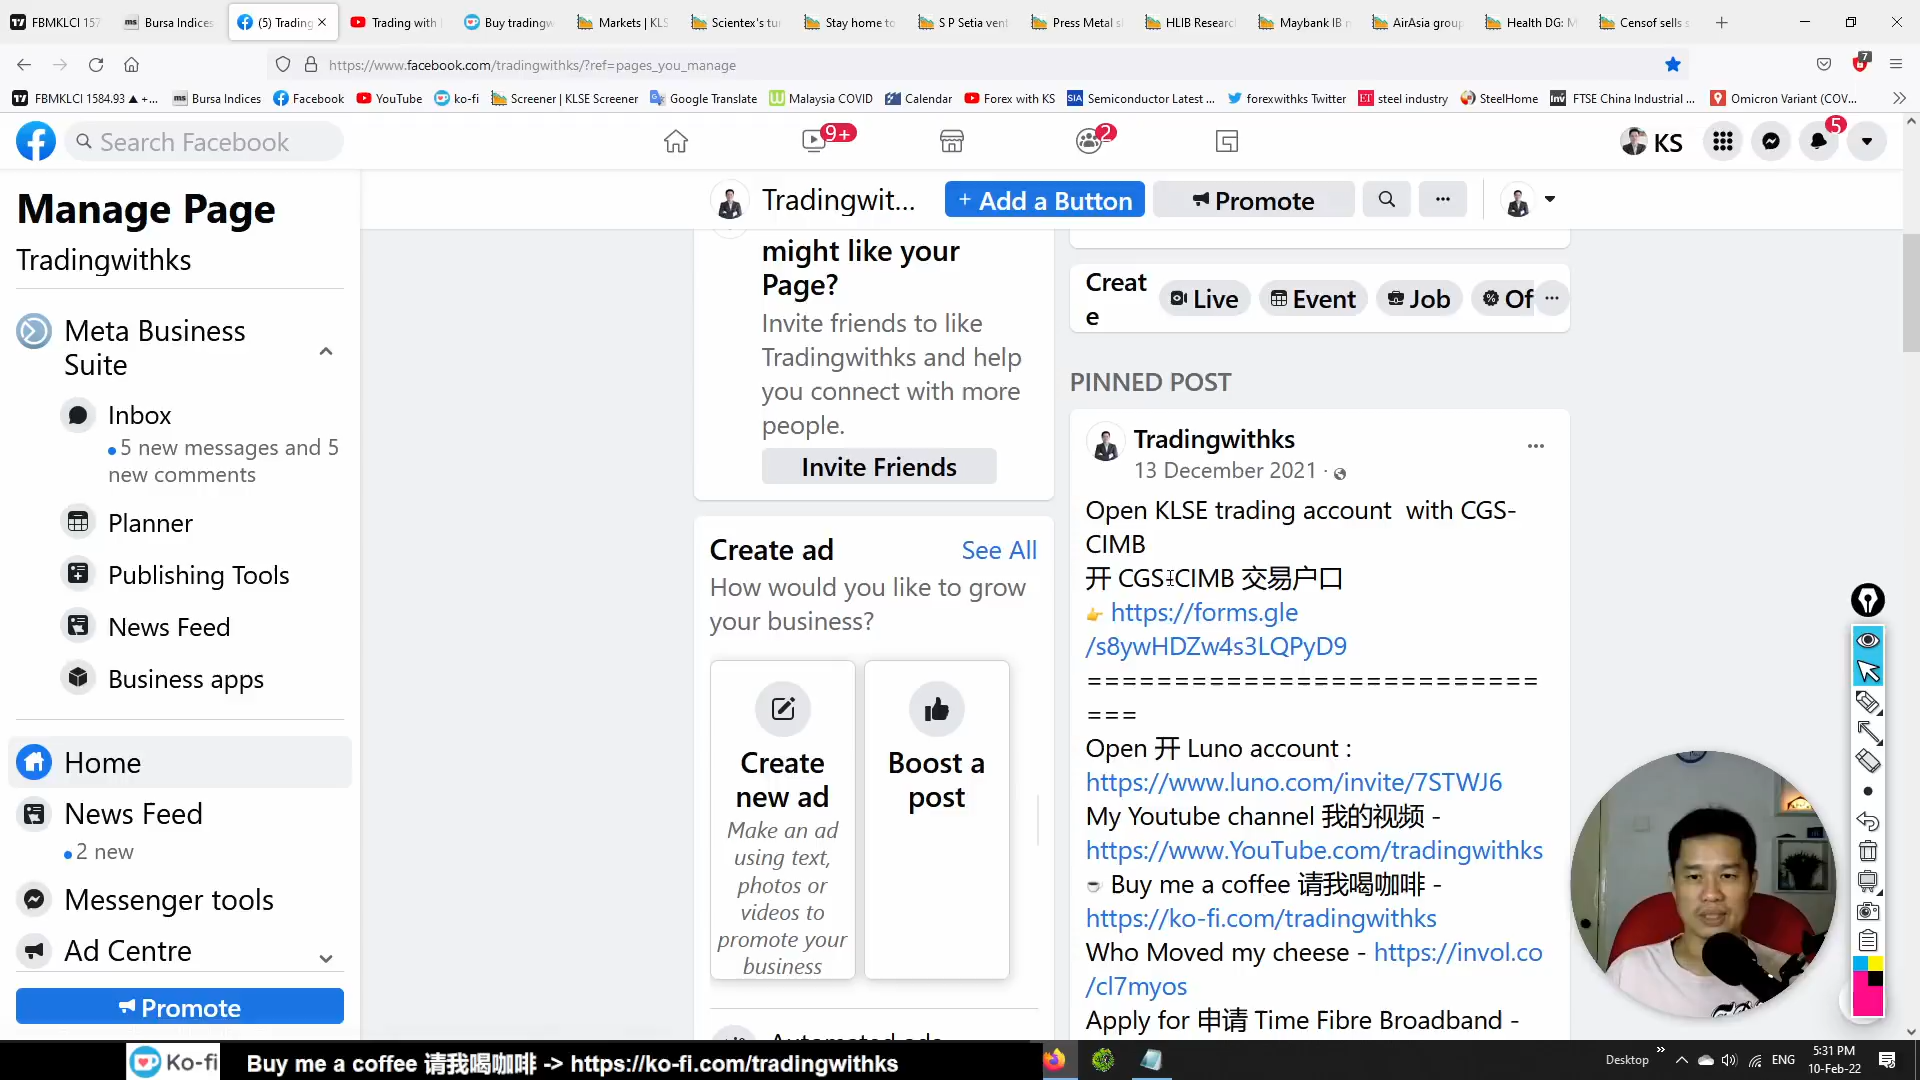 FBMKLCI 157
Bursa Indices
(5) Trading
Trading with
Buy tradingw
Markets | KLS
Scientex's tu
Stay home to
S P Setia ven
Press Metal s
HLIB Researc
Maybank IB
AirAsia group
Health DG: M
Censof sells
https://www.facebook.com/tradingwithks/?ref=pages_you_manage
7
FBMKLCI 1584.93 ▲ +...
Bursa Indices
Facebook
YouTube
ko-fi
Screener | KLSE Screener
Google Translate
Malaysia COVID
Calendar
Forex with KS
Semiconductor Latest ...
forexwithks Twitter
steel industry
SteelHome
FTSE China Industrial ...
Omicron Variant (COV...
Search Facebook
9+
2
KS
5
Manage Page
Tradingwithks
Meta Business
Suite
Inbox
5 new messages and 5
new comments
Planner
Publishing Tools
News Feed
Business apps
Home
News Feed
2 new
Messenger tools
Ad Centre
Promote
Tradingwit...
+ Add a Button
Promote
might like your
Page?
Invite friends to like
Tradingwithks and help
you connect with more
people.
Invite Friends
Create ad
See All
How would you like to grow
your business?
Create
new ad
Make an ad
using text,
photos or
videos to
promote your
business
Boost a
post
Creat
e
Live
Event
Job
Of
PINNED POST
Tradingwithks
13 December 2021 ·
Open KLSE trading account with CGS-
CIMB
开 CGS-CIMB 交易户口
👉 https://forms.gle
/s8ywHDZw4s3LQPyD9
==========================
===
Open 开 Luno account :
https://www.luno.com/invite/7STWJ6
My Youtube channel 我的视频 -
https://www.YouTube.com/tradingwithks
☕ Buy me a coffee 请我喝咖啡 -
https://ko-fi.com/tradingwithks
Who Moved my cheese - https://invol.co
/cl7myos
Apply for 申请 Time Fibre Broadband -
Ko-fi
Buy me a coffee 请我喝咖啡 -> https://ko-fi.com/tradingwithks
Desktop
ENG
5:31 PM
10-Feb-22